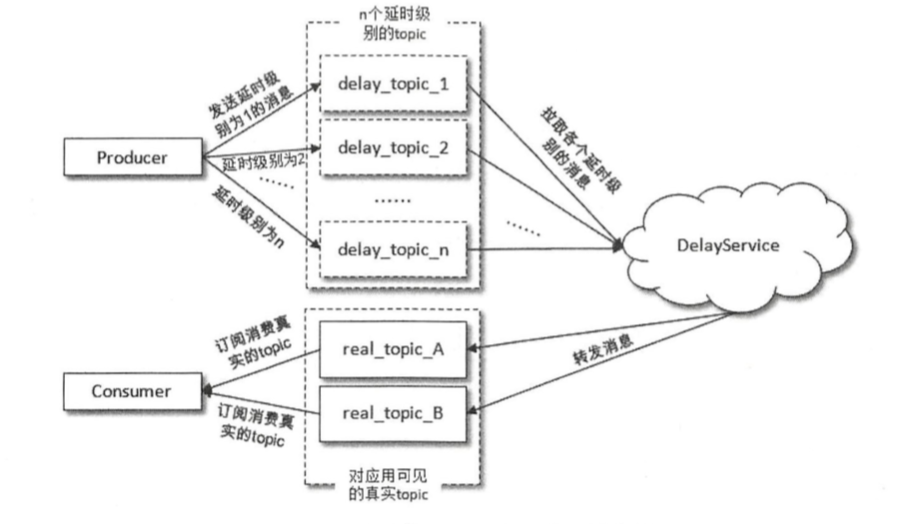 n个延时级
别的topic
发送延时级
别为1的消息
delay_topic_1
拉取各个延时级
别的消息
Producer
延时级别为2
delay_topic_2
......
......
延时级别为n
delay_topic_n
......
DelayService
订阅消费真
实的topic
real_topic_A
转发消息
Consumer
订阅消费真
实的topic
real_topic_B
对应用可见
的真实topic